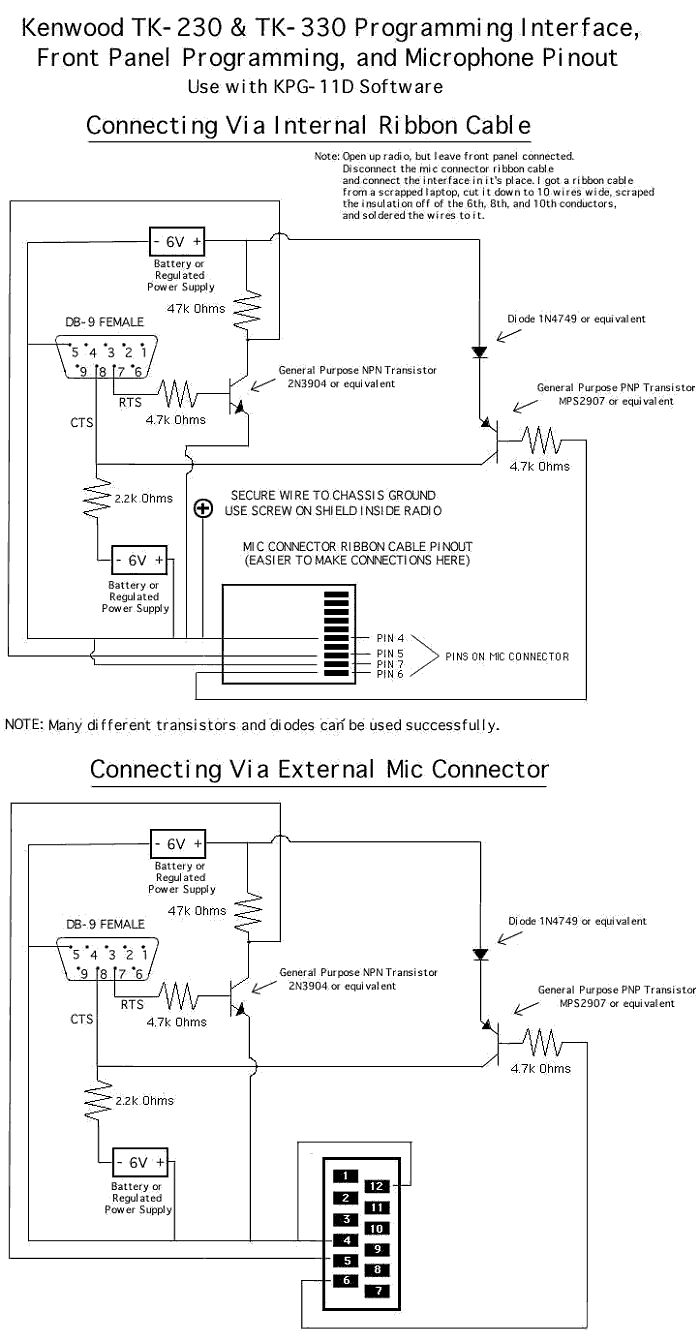 Kenwood TK-230 & TK-330 Programming Interface,
Front Panel Programming, and Microphone Pinout
Use with KPG-11D Software
Connecting Via Internal Ribbon Cable
Note: Open up radio, but leave front panel connected.
Disconnect the mic connector ribbon cable
and connect the interface in it's place. I got a ribbon cable
from a scrapped laptop, cut it down to 10 wires wide, scraped
the insulation off of the 6th, 8th, and 10th conductors,
and soldered the wires to it.
- 6V +
Battery or
Regulated
Power Supply
47k Ohms
DB-9 FEMALE
5 4 3 2 1
9 8 7 6
RTS
CTS
4.7k Ohms
General Purpose NPN Transistor
2N3904 or equivalent
Diode 1N4749 or equivalent
General Purpose PNP Transistor
MPS2907 or equivalent
4.7k Ohms
2.2k Ohms
SECURE WIRE TO CHASSIS GROUND
USE SCREW ON SHIELD INSIDE RADIO
- 6V +
Battery or
Regulated
Power Supply
MIC CONNECTOR RIBBON CABLE PINOUT
(EASIER TO MAKE CONNECTIONS HERE)
PIN 4
PIN 5
PIN 7
PIN 6
PINS ON MIC CONNECTOR
NOTE: Many different transistors and diodes can be used successfully.
Connecting Via External Mic Connector
- 6V +
Battery or
Regulated
Power Supply
47k Ohms
DB-9 FEMALE
5 4 3 2 1
9 8 7 6
RTS
CTS
4.7k Ohms
General Purpose NPN Transistor
2N3904 or equivalent
Diode 1N4749 or equivalent
General Purpose PNP Transistor
MPS2907 or equivalent
4.7k Ohms
2.2k Ohms
- 6V +
Battery or
Regulated
Power Supply
1
12
2
11
3
10
4
9
5
8
6
7